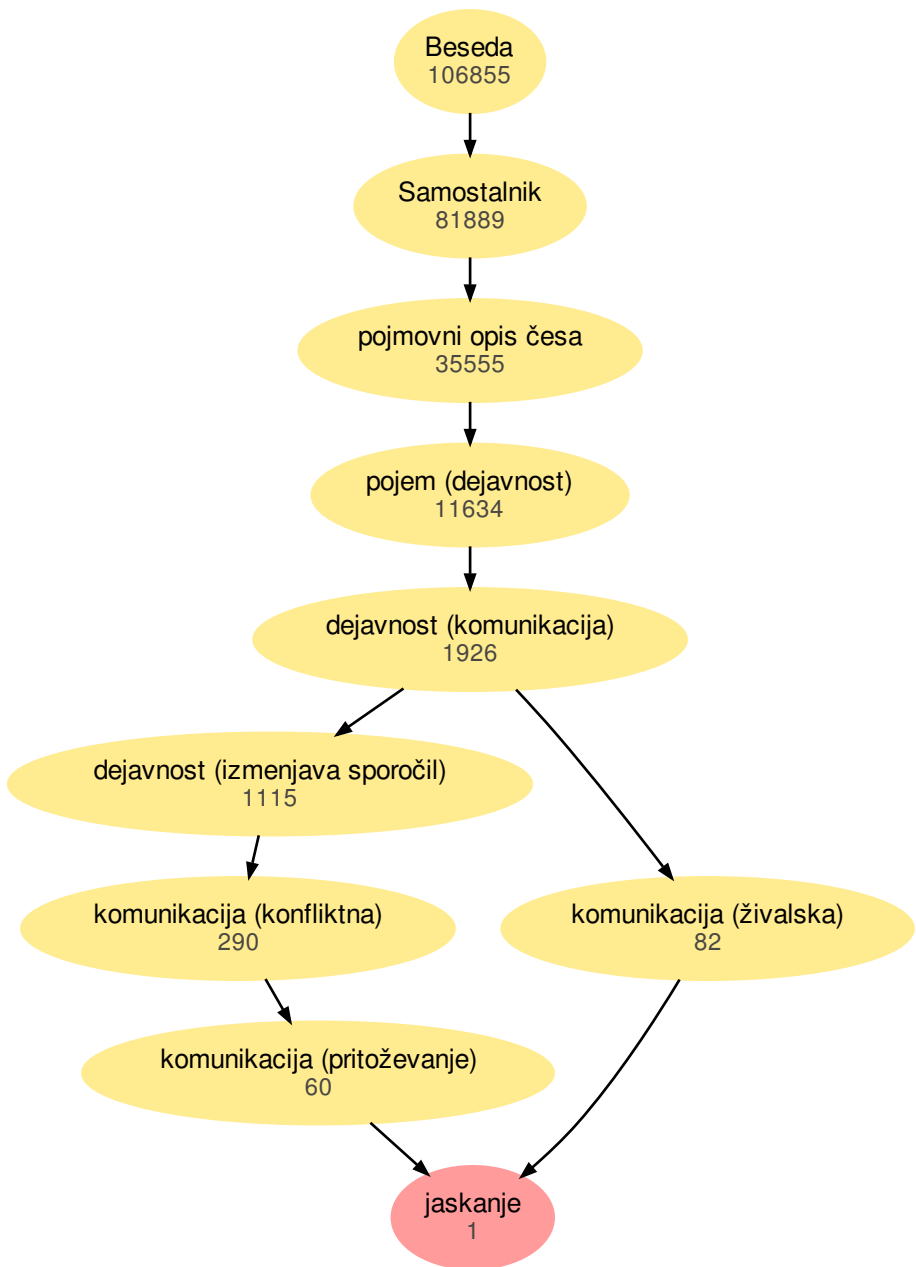 Beseda
106855
Samostalnik
81889
pojmovni opis česa
35555
pojem (dejavnost)
11634
dejavnost (komunikacija)
1926
dejavnost (izmenjava sporočil)
1115
komunikacija (konfliktna)
290
komunikacija (živalska)
82
komunikacija (pritoževanje)
60
jaskanje
1